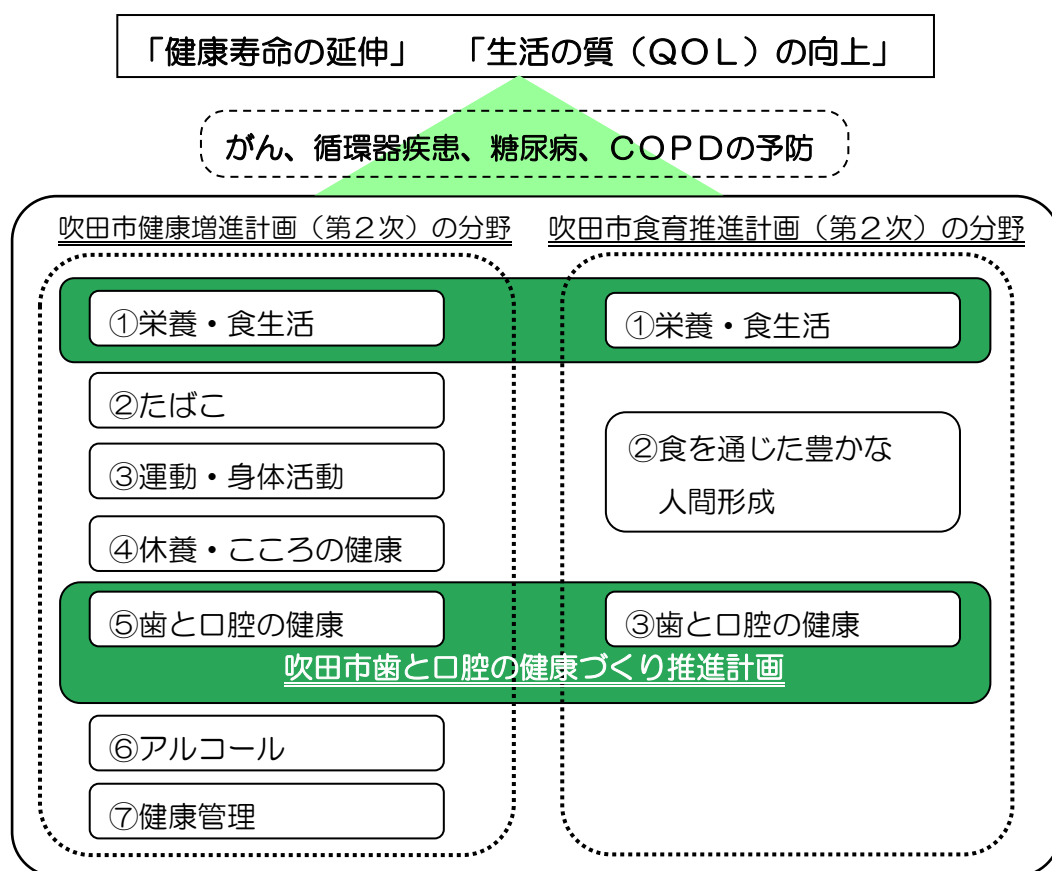 「健康寿命の延伸」　「生活の質（ＱＯＬ）の向上」
がん、循環器疾患、糖尿病、ＣＯＰＤの予防
吹田市健康増進計画（第２次）の分野
①栄養・食生活
②たばこ
③運動・身体活動
④休養・こころの健康
⑤歯と口腔の健康
⑥アルコール
⑦健康管理
吹田市食育推進計画（第２次）の分野
①栄養・食生活
②食を通じた豊かな
人間形成
③歯と口腔の健康
吹田市歯と口腔の健康づくり推進計画